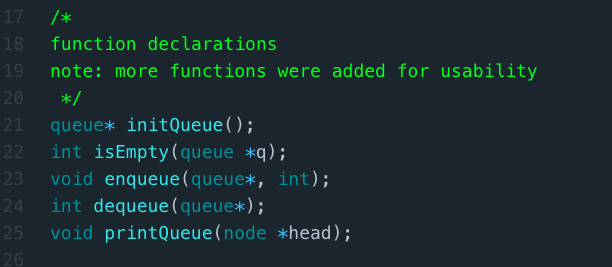 17 /*
18 function declarations
19 note: more functions were added for usability
20  */
21 queue* initQueue();
22 int isEmpty(queue *q);
23 void enqueue(queue*, int);
24 int dequeue(queue*);
25 void printQueue(node *head);
26